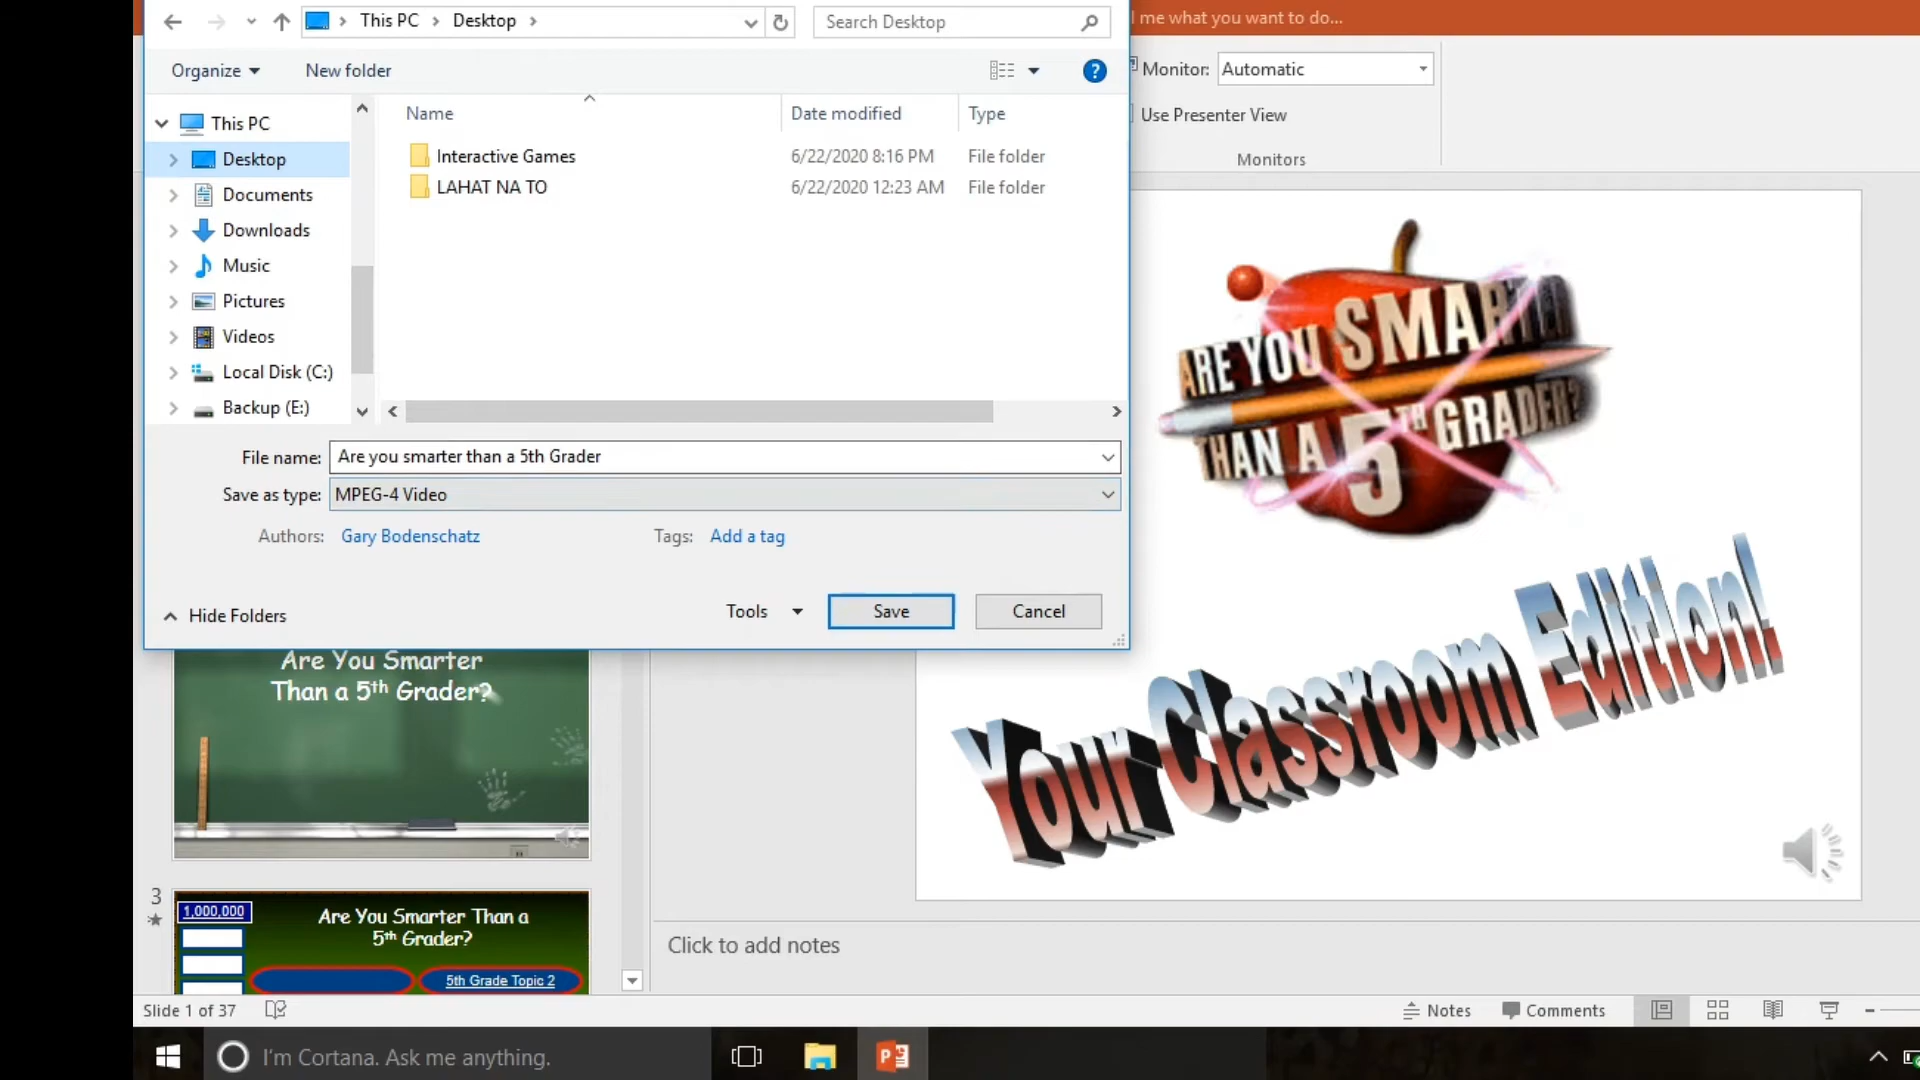 This PC
Desktop
Search Desktop
l me what you want to do...
Organize
New folder
?
Monitor:
Automatic
Use Presenter View
Monitors
Name
Date modified
Type
This PC
Desktop
Documents
Downloads
Music
Pictures
Videos
Local Disk (C:)
Backup (E:)
Interactive Games
6/22/2020 8:16 PM
File folder
LAHAT NA TO
6/22/2020 12:23 AM
File folder
File name:
Are you smarter than a 5th Grader
Save as type:
MPEG-4 Video
Authors:
Gary Bodenschatz
Tags:
Add a tag
Hide Folders
Tools
Save
Cancel
ARE YOU SMARTER
THAN A 5TH GRADER?
Your Classroom Edition!
Are You Smarter
Than a 5th Grader?
3
1,000,000
Are You Smarter Than a
5th Grader?
5th Grade Topic 2
Click to add notes
Slide 1 of 37
Notes
Comments
I'm Cortana. Ask me anything.